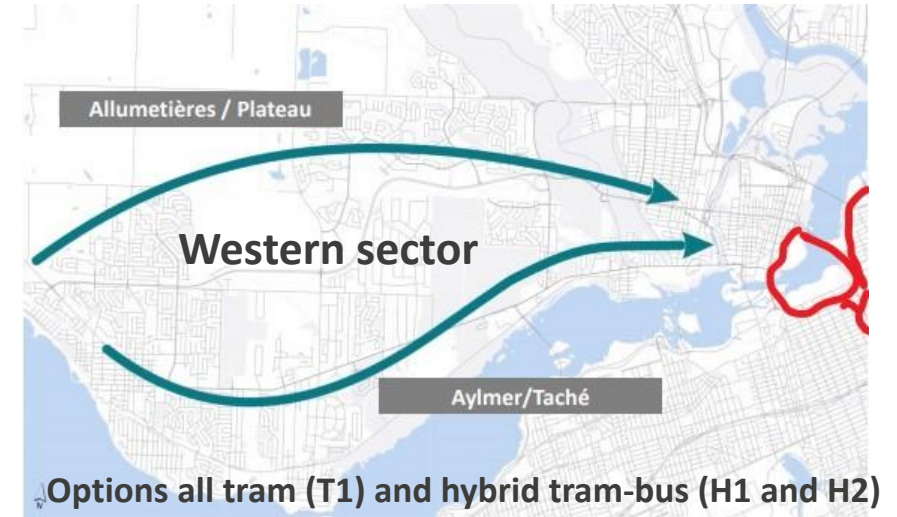 Allumetières / Plateau
Western sector
Aylmer/Taché
N
Options all tram (T1) and hybrid tram-bus (H1 and H2)